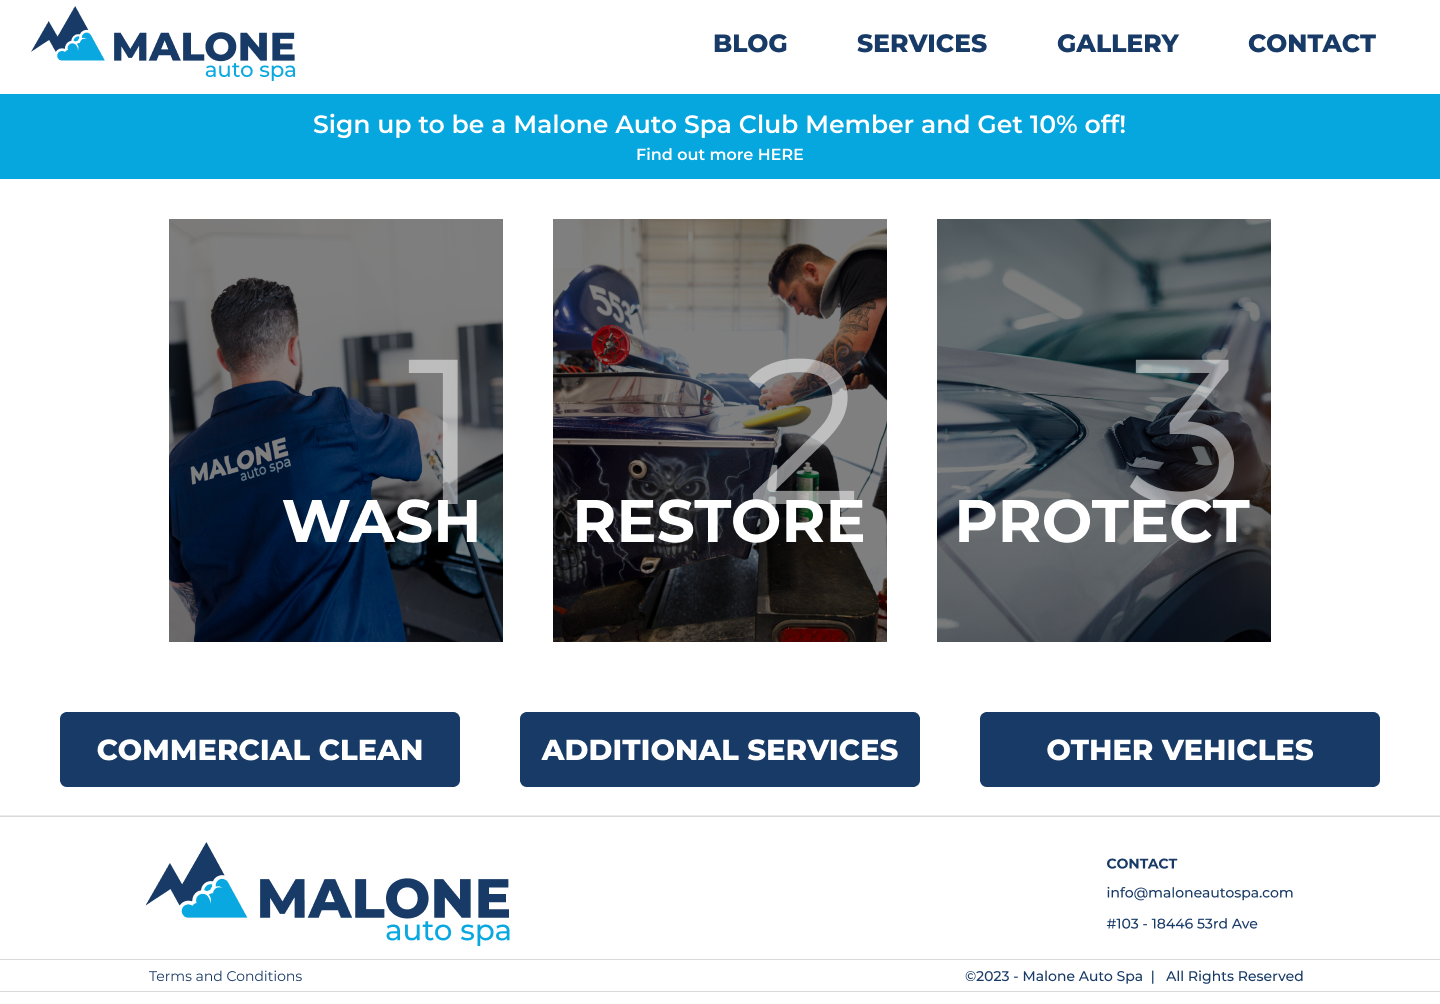 MALONE
auto spa
BLOG
SERVICES
GALLERY
CONTACT
Sign up to be a Malone Auto Spa Club Member and Get 10% off!
Find out more HERE
MALONE
auto spa
1
WASH
2
RESTORE
3
PROTECT
COMMERCIAL CLEAN
ADDITIONAL SERVICES
OTHER VEHICLES
MALONE
auto spa
CONTACT
info@maloneautospa.com
#103 - 18446 53rd Ave
Terms and Conditions
©2023 - Malone Auto Spa | All Rights Reserved